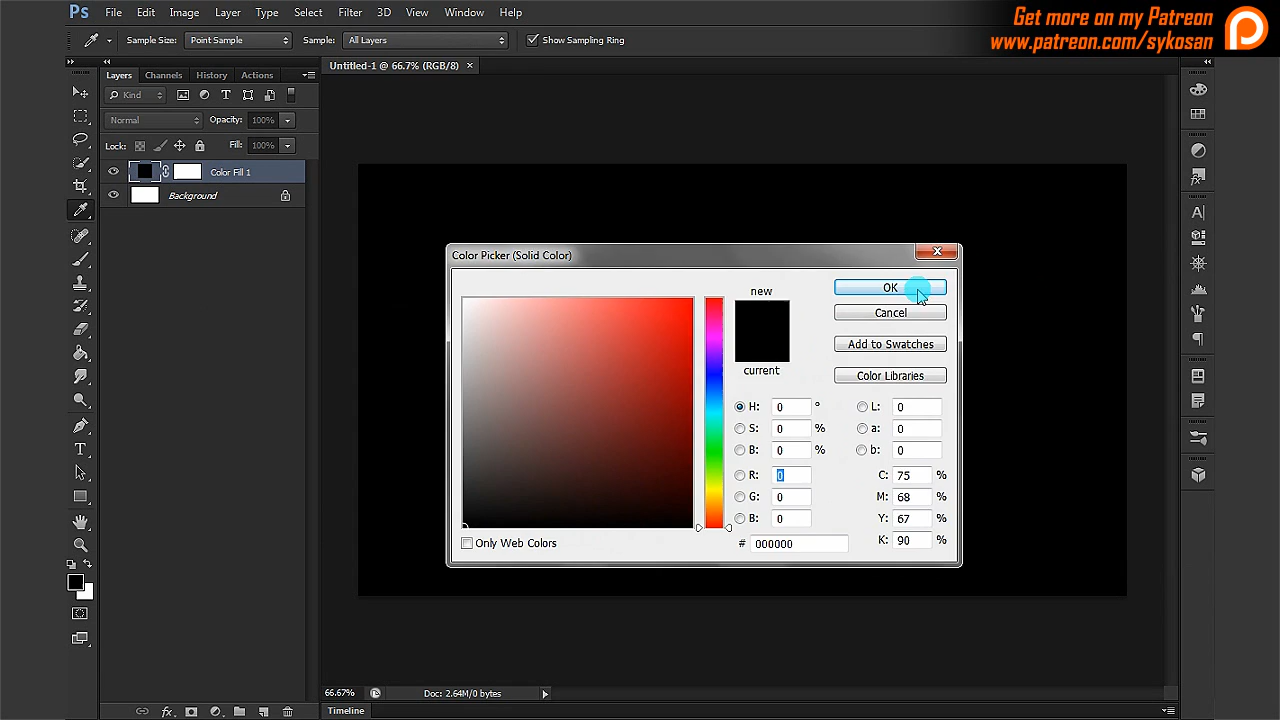 Ps File Edit Image Layer Type Select Filter 3D View Window Help
Get more on my Patreon
www.patreon.com/sykosan
Sample Size: Point Sample Sample: All Layers Show Sampling Ring
Layers Channels History Actions
Untitled-1 @ 66.7% (RGB/8) ×
Kind
Normal Opacity: 100%
Lock: Fill: 100%
Color Fill 1
Background
Color Picker (Solid Color)
new
current
OK
Cancel
Add to Swatches
Color Libraries
H: 0 ° L: 0
S: 0 % a: 0
B: 0 % b: 0
R: 0 C: 75 %
G: 0 M: 68 %
B: 0 Y: 67 %
# 000000 K: 90 %
Only Web Colors
66.67% Doc: 2.64M/0 bytes
Timeline